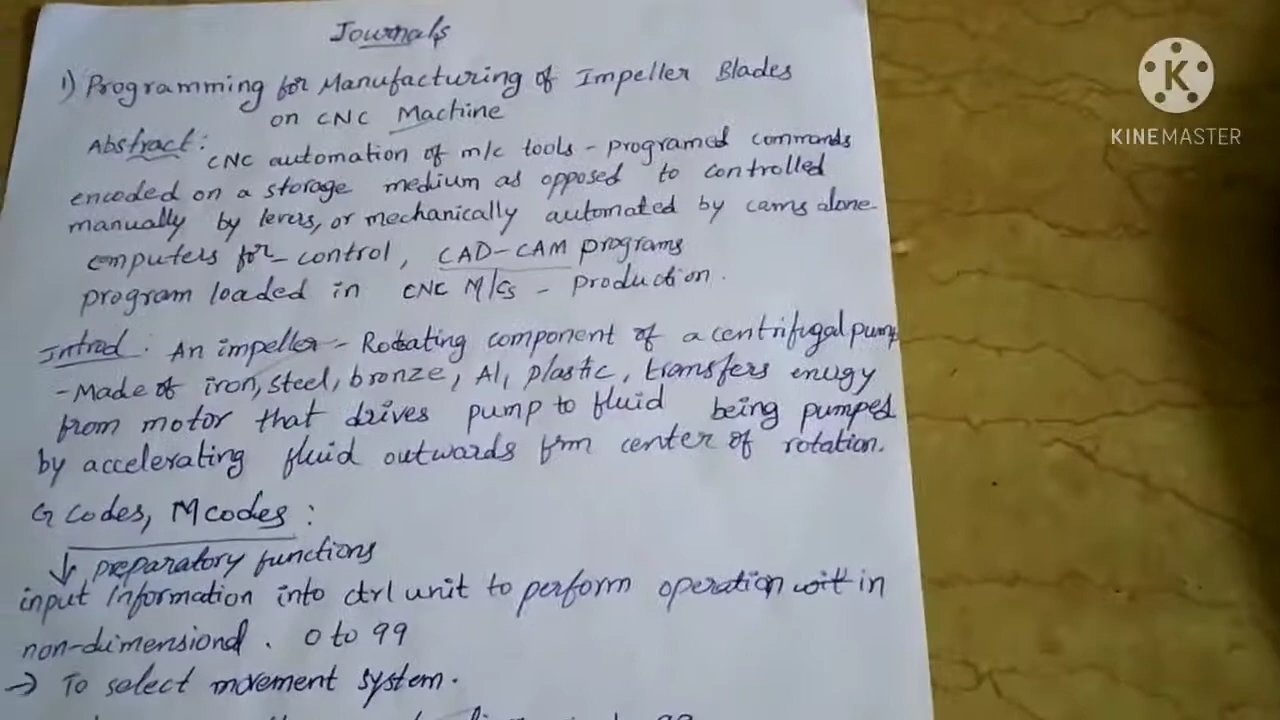 Journals
1) Programming for Manufacturing of Impeller Blades
on CNC Machine
Abstract:
CNC automation of m/c tools - programed commands
encoded on a storage medium as opposed to controlled
manually by levers, or mechanically automated by cams alone
computers for control, CAD-CAM programs
program loaded in CNC M/Cs - production.
Introd: An impeller - Rotating component of a centrifugal pump
- Made of iron, steel, bronze, Al, plastic, transfers energy
from motor that drives pump to fluid being pumped
by accelerating fluid outwards frm center of rotation.
G codes, M codes:
↓ preparatory functions
input information into ctrl unit to perform operation in
non-dimensional. 0 to 99
→ To select movement system.
99
K
KINEMASTER